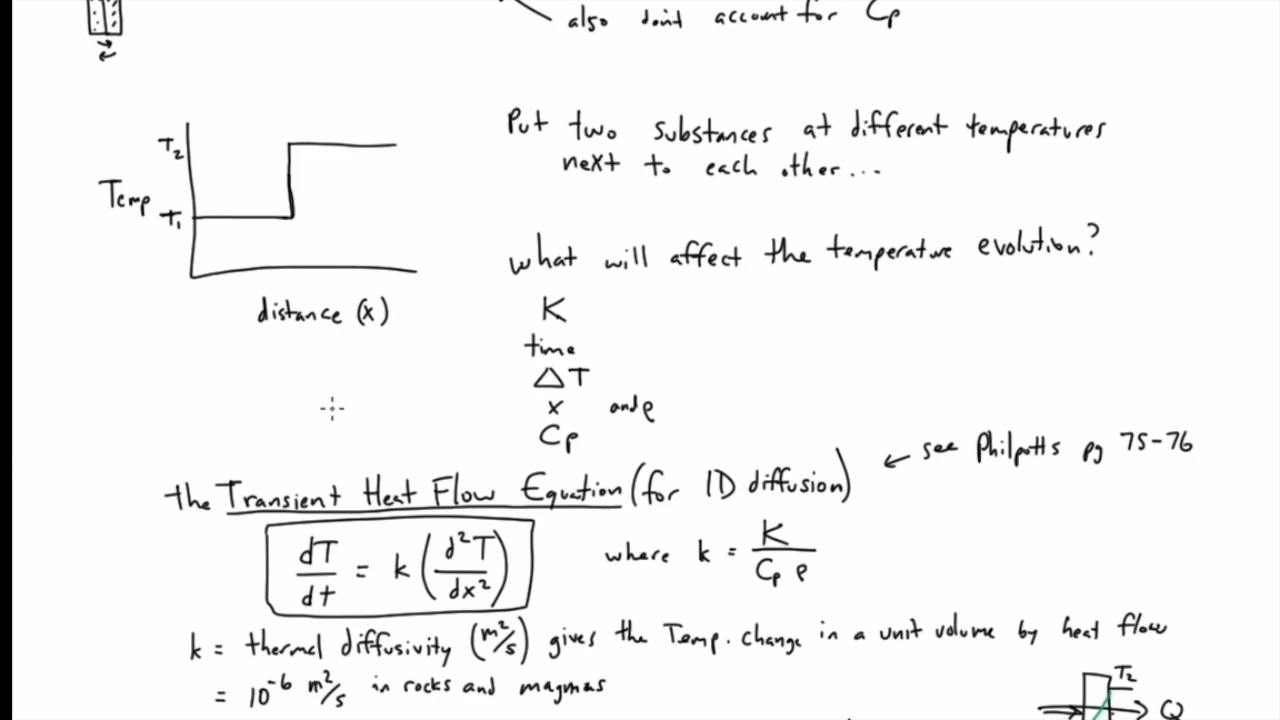 also don't account for Cp
Put two substances at different temperatures
next to each other...
T₂
Temp
T₁
distance (x)
what will affect the temperature evolution?
K
time
△T
x and ρ
Cp
← see Philpotts pg 75-76
the Transient Heat Flow Equation (for 1D diffusion)
dT/dt = k (d²T/dx²) where k = K/(Cp ρ)
k = thermal diffusivity (m²/s) gives the Temp. change in a unit volume by heat flow
= 10⁻⁶ m²/s in rocks and magmas
T₂
Q